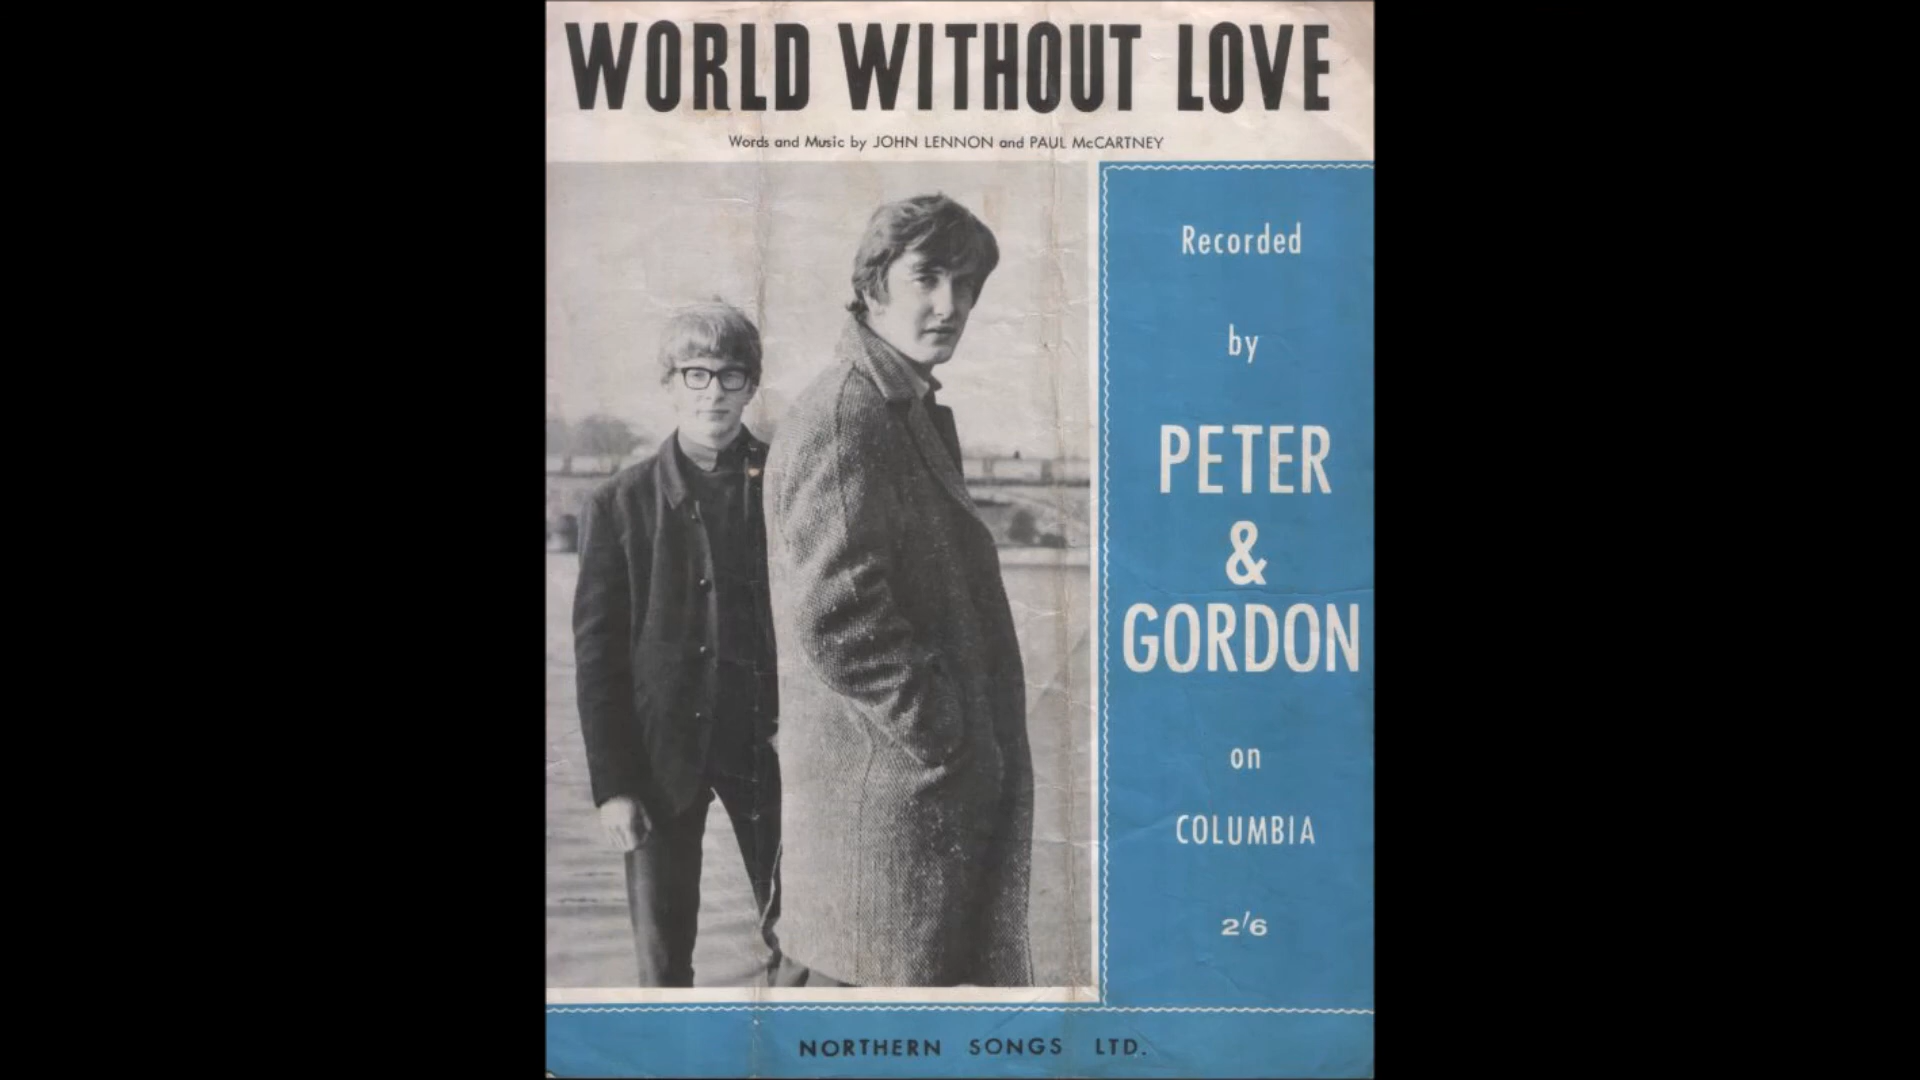 WORLD WITHOUT LOVE
Words and Music by JOHN LENNON and PAUL McCARTNEY
Recorded
by
PETER
&
GORDON
on
COLUMBIA
2/6
NORTHERN SONGS LTD.